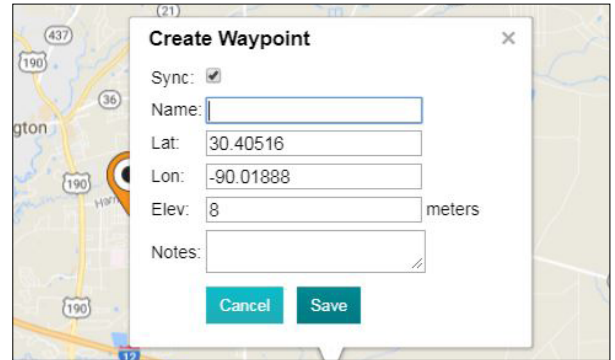 (21)
(437)
190
36
gton
190
Harr
190
12
Create Waypoint ×
Sync:
Name:
Lat: 30.40516
Lon: -90.01888
Elev: 8 meters
Notes:
Cancel Save